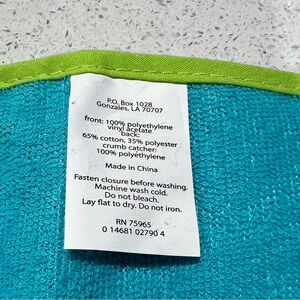 P.O. Box 1028
Gonzales, LA 70707
front: 100% polyethylene
vinyl acetate
back:
65% cotton, 35% polyester
crumb catcher:
100% polyethylene
Made in China
Fasten closure before washing.
Machine wash cold.
Do not bleach.
Lay flat to dry. Do not iron.
RN 75965
0 14681 02790 4